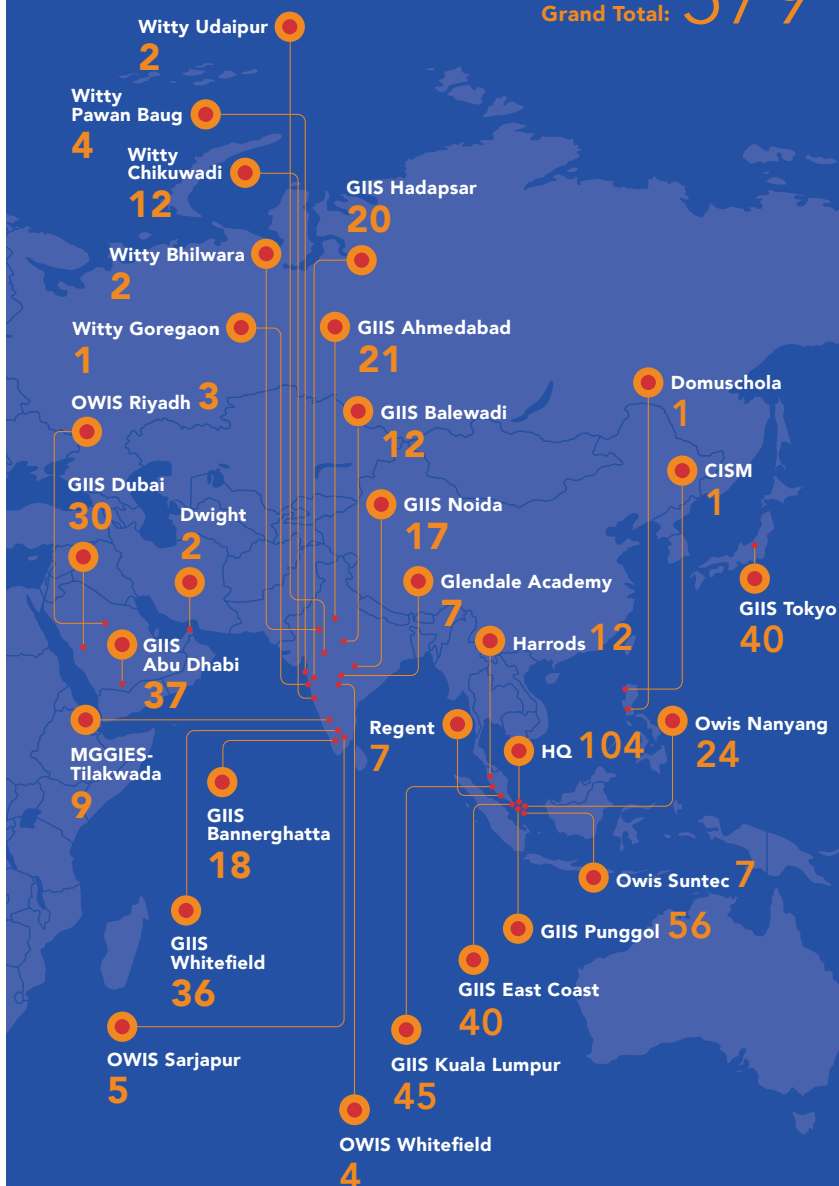 Grand Total: 579
Witty Udaipur
2
Witty
Pawan Baug
4
Witty
Chikuwadi
12
GIIS Hadapsar
20
Witty Bhilwara
2
Witty Goregaon
1
GIIS Ahmedabad
21
OWIS Riyadh 3
GIIS Balewadi
12
Domuschola
1
CISM
1
GIIS Dubai
30
Dwight
2
GIIS Noida
17
Glendale Academy
7
GIIS Tokyo
40
GIIS
Abu Dhabi
37
Harrods 12
MGGIES-
Tilakwada
9
Regent
7
HQ 104
Owis Nanyang
24
GIIS
Bannerghatta
18
Owis Suntec 7
GIIS
Whitefield
36
GIIS Punggol 56
GIIS East Coast
40
OWIS Sarjapur
5
GIIS Kuala Lumpur
45
OWIS Whitefield
4